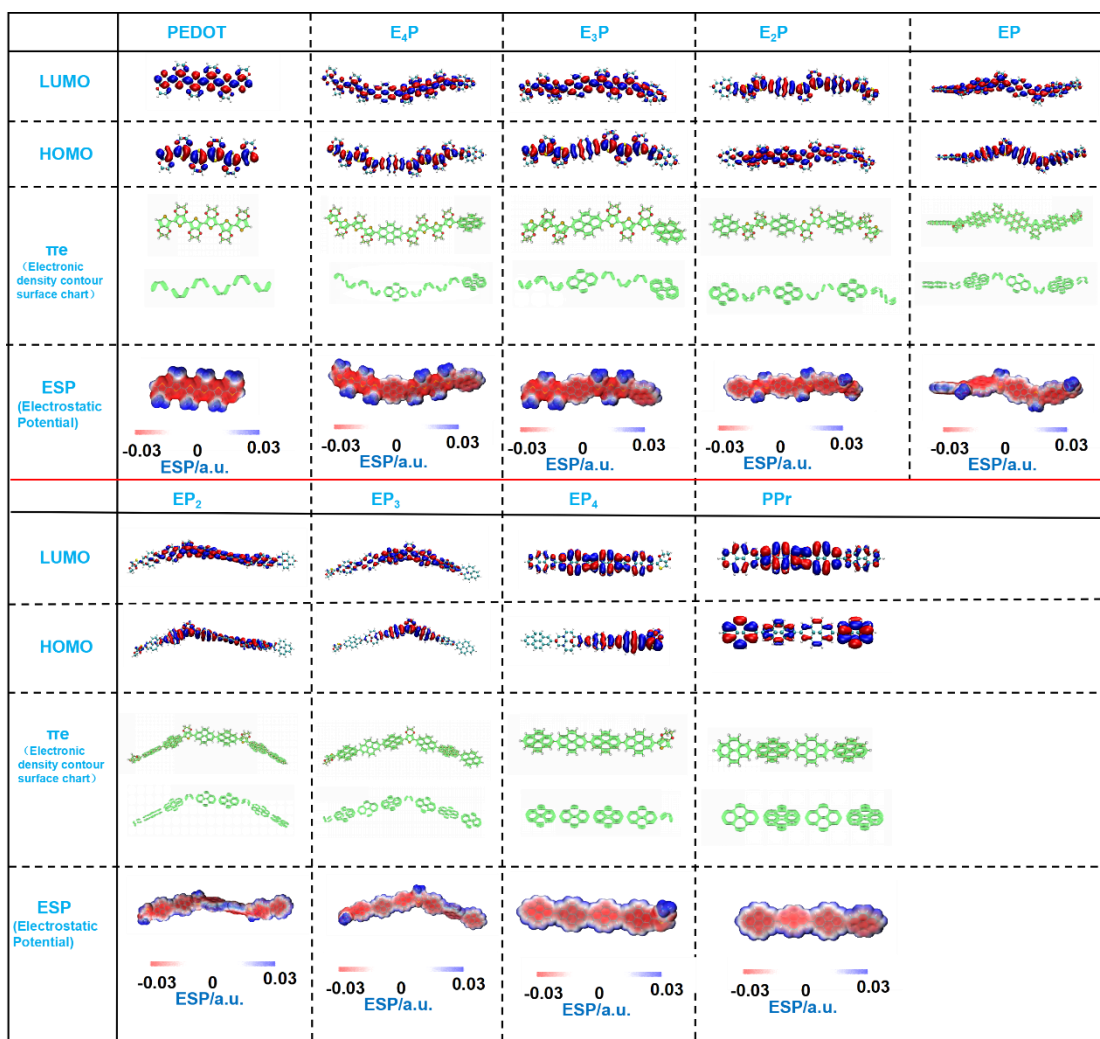 PEDOT E₄P E₃P E₂P EP
LUMO
HOMO
πe
（Electronic
density contour
surface chart）
ESP
(Electrostatic
Potential)
-0.03 0 0.03
ESP/a.u.
-0.03 0 0.03
ESP/a.u.
-0.03 0 0.03
ESP/a.u.
-0.03 0 0.03
ESP/a.u.
-0.03 0 0.03
ESP/a.u.
EP₂ EP₃ EP₄ PPr
LUMO
HOMO
πe
（Electronic
density contour
surface chart）
ESP
(Electrostatic
Potential)
-0.03 0 0.03
ESP/a.u.
-0.03 0 0.03
ESP/a.u.
-0.03 0 0.03
ESP/a.u.
-0.03 0 0.03
ESP/a.u.